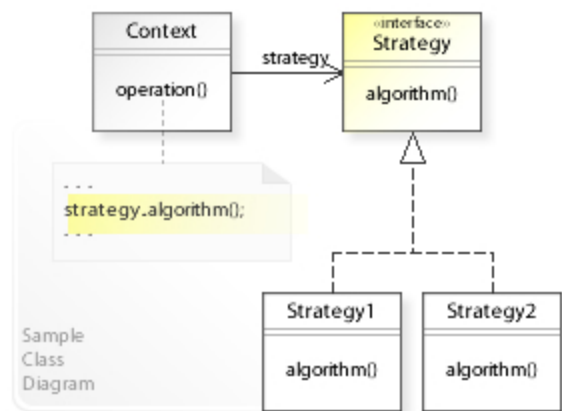 Context
operation()
strategy
«interface»
Strategy
algorithm()
- - -
strategy.algorithm();
- - -
Strategy1
algorithm()
Strategy2
algorithm()
Sample
Class
Diagram